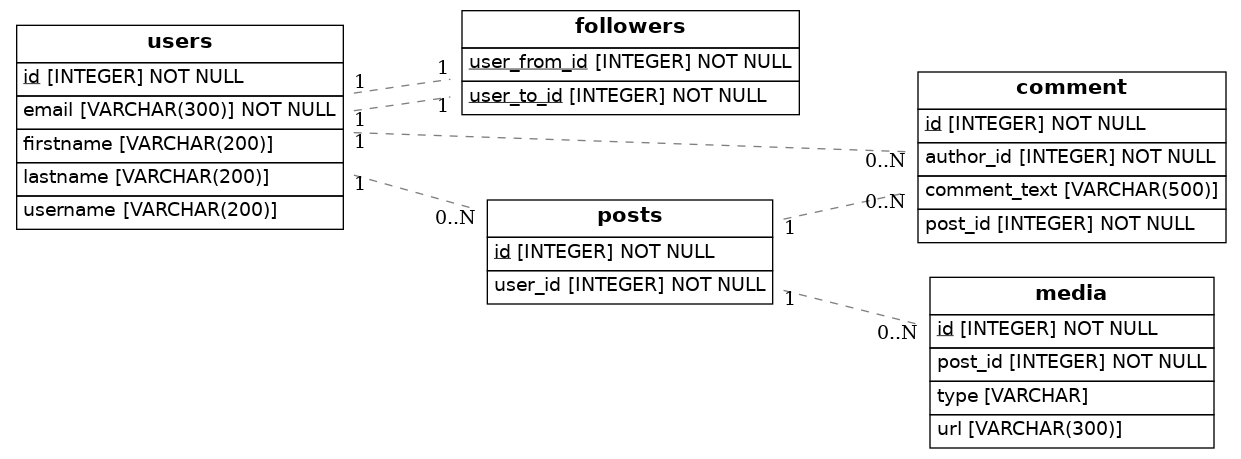 users
id [INTEGER] NOT NULL
email [VARCHAR(300)] NOT NULL
firstname [VARCHAR(200)]
lastname [VARCHAR(200)]
username [VARCHAR(200)]
1
1
1
1
1
1
0..N
0..N
followers
user_from_id [INTEGER] NOT NULL
user_to_id [INTEGER] NOT NULL
posts
id [INTEGER] NOT NULL
user_id [INTEGER] NOT NULL
1
0..N
1
0..N
comment
id [INTEGER] NOT NULL
author_id [INTEGER] NOT NULL
comment_text [VARCHAR(500)]
post_id [INTEGER] NOT NULL
media
id [INTEGER] NOT NULL
post_id [INTEGER] NOT NULL
type [VARCHAR]
url [VARCHAR(300)]